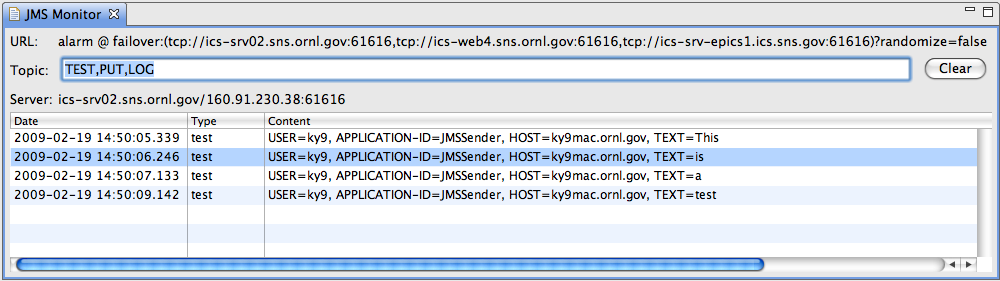 JMS Monitor
URL: alarm @ failover:(tcp://ics-srv02.sns.ornl.gov:61616,tcp://ics-web4.sns.ornl.gov:61616,tcp://ics-srv-epics1.ics.sns.gov:61616)?randomize=false
Topic: TEST,PUT,LOG Clear
Server: ics-srv02.sns.ornl.gov/160.91.230.38:61616
Date Type Content
2009-02-19 14:50:05.339 test USER=ky9, APPLICATION-ID=JMSSender, HOST=ky9mac.ornl.gov, TEXT=This
2009-02-19 14:50:06.246 test USER=ky9, APPLICATION-ID=JMSSender, HOST=ky9mac.ornl.gov, TEXT=is
2009-02-19 14:50:07.133 test USER=ky9, APPLICATION-ID=JMSSender, HOST=ky9mac.ornl.gov, TEXT=a
2009-02-19 14:50:09.142 test USER=ky9, APPLICATION-ID=JMSSender, HOST=ky9mac.ornl.gov, TEXT=test